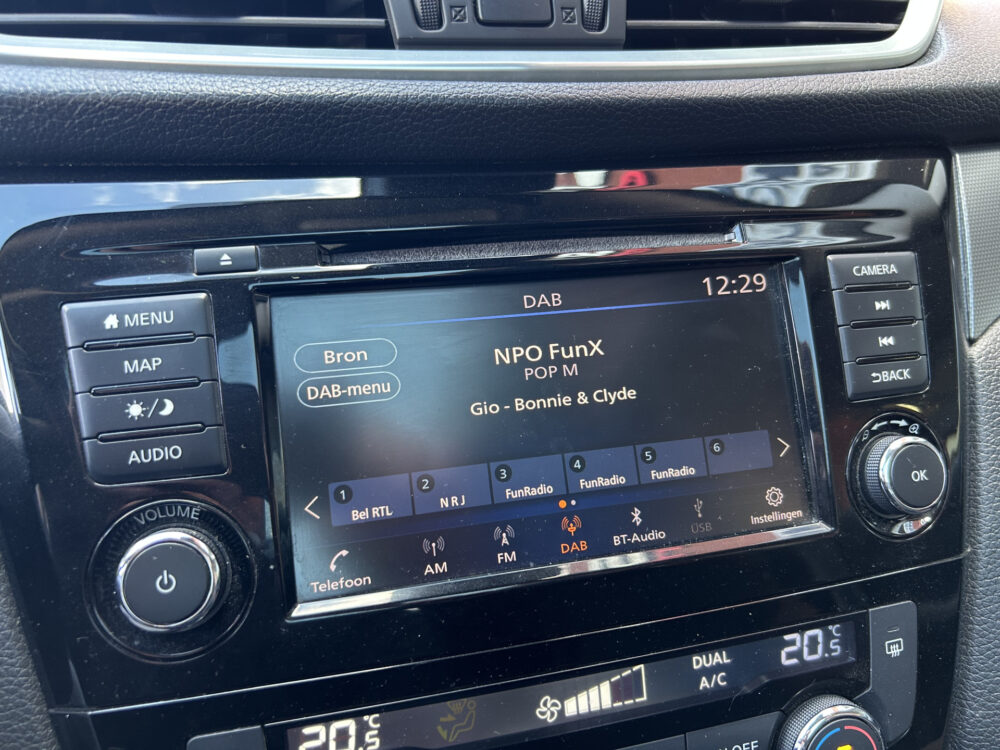 DAB
12:29
Bron
DAB-menu
NPO FunX
POP M
Gio - Bonnie & Clyde
1 Bel RTL
2 NRJ
3 FunRadio
4 FunRadio
5 FunRadio
6
Telefoon
AM
FM
DAB
BT-Audio
USB
Instellingen
MENU
MAP
AUDIO
VOLUME
CAMERA
BACK
OK
20.5°C
DUAL
A/C
20.5°C
OFF